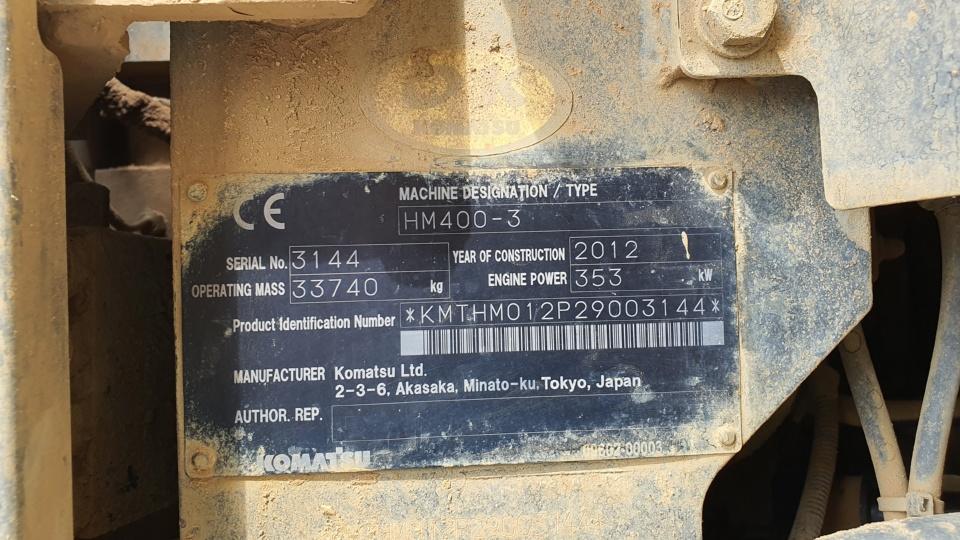 KOMATSU
CE
MACHINE DESIGNATION / TYPE
HM400-3
SERIAL No. 3144 YEAR OF CONSTRUCTION 2012
OPERATING MASS 33740 kg ENGINE POWER 353 kW
Product Identification Number *KMTHM012P29003144*
MANUFACTURER Komatsu Ltd.
2-3-6, Akasaka, Minato-ku, Tokyo, Japan
AUTHOR. REP.
KOMATSU